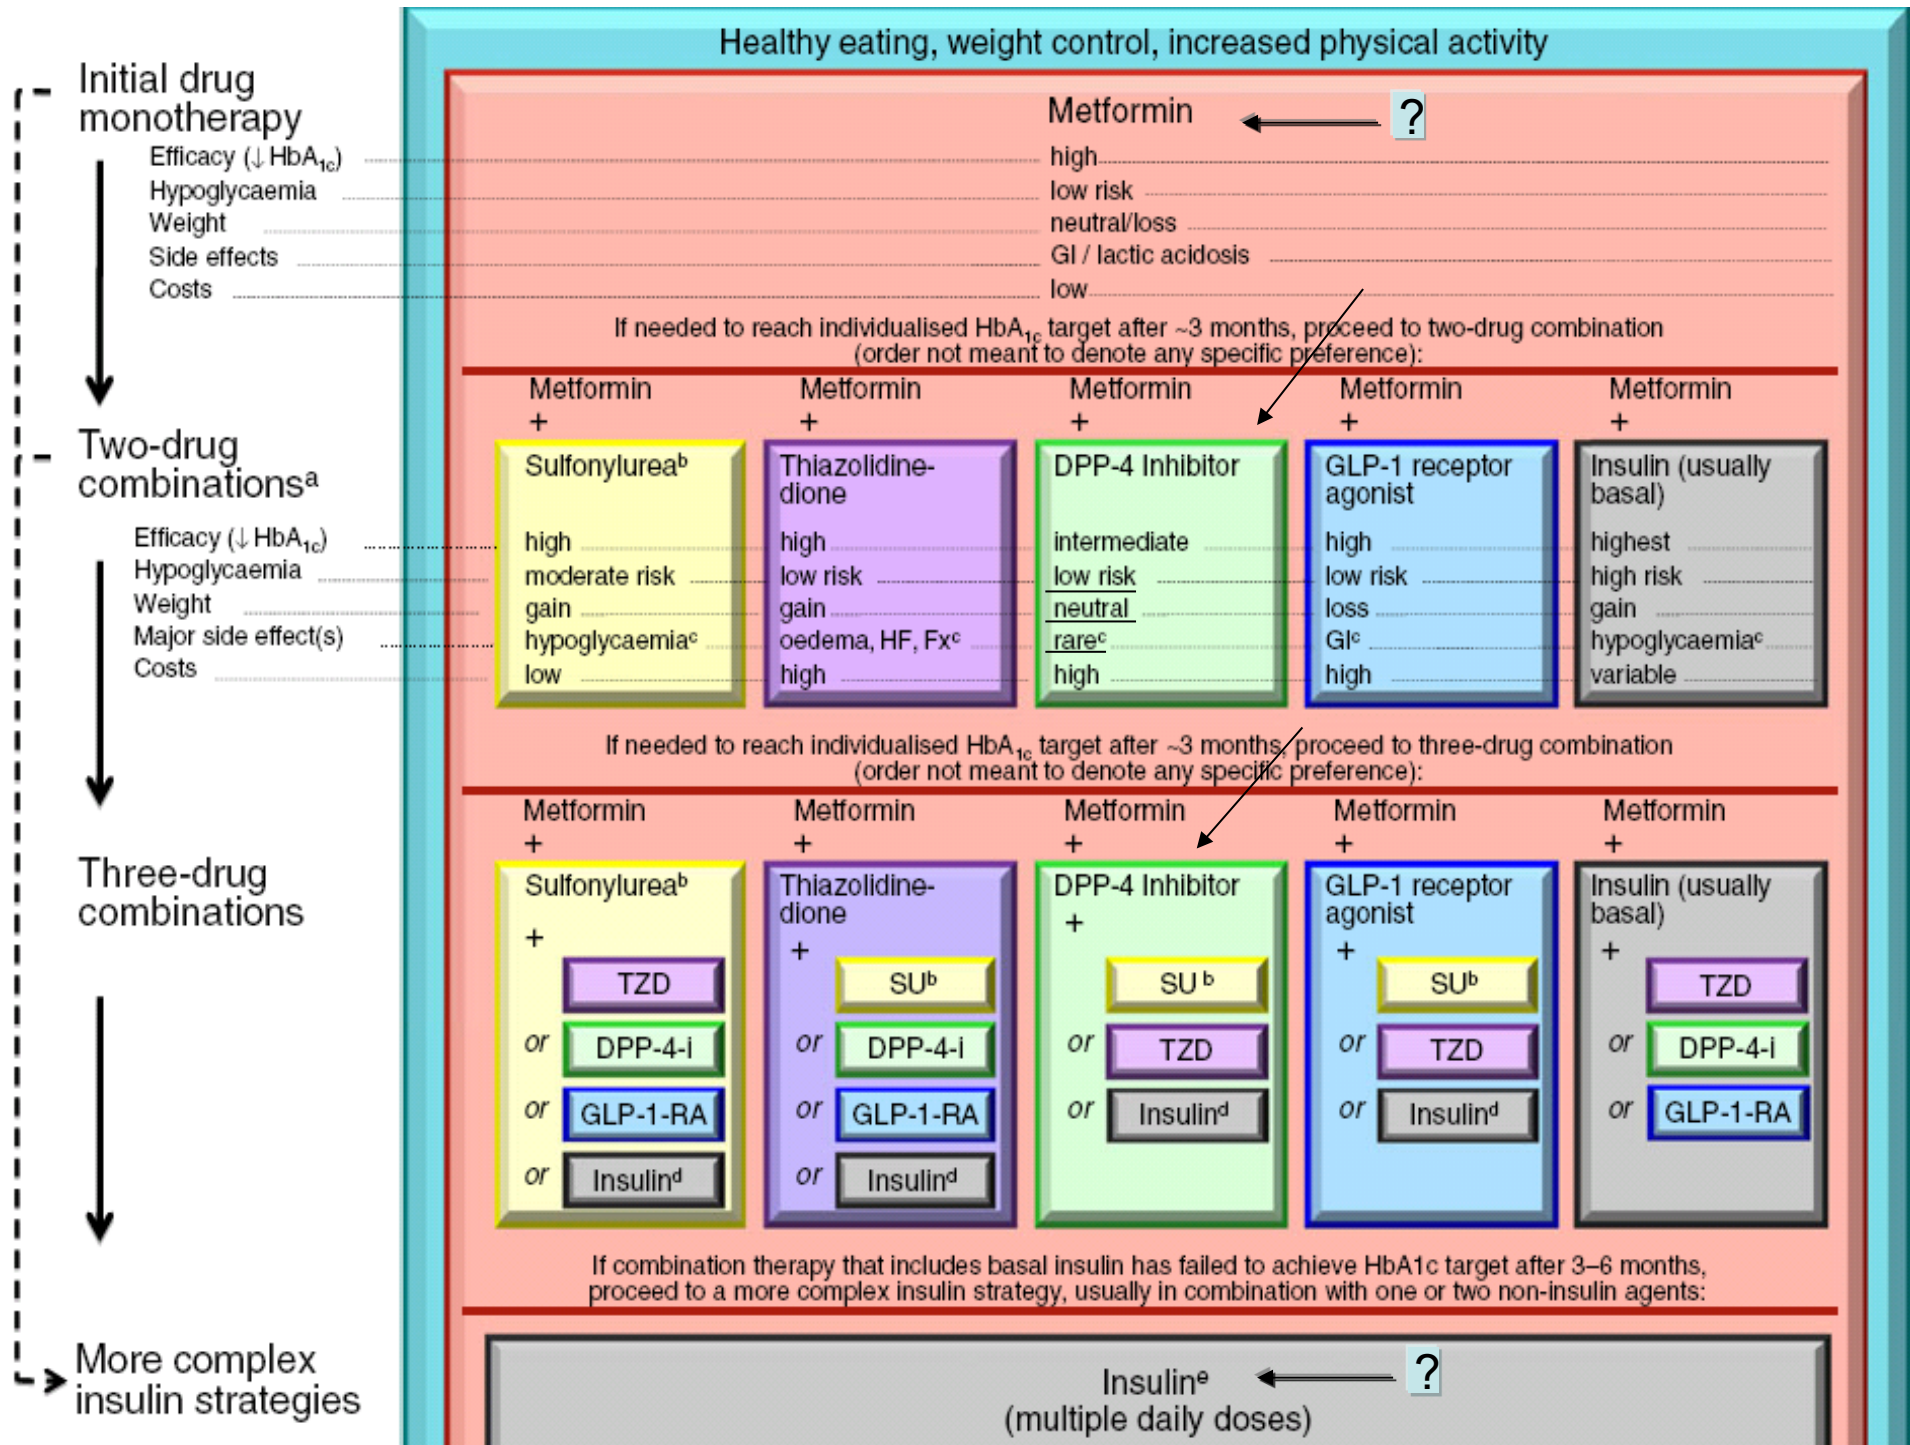 Healthy eating, weight control, increased physical activity
Initial drug
monotherapy
Metformin
?
Efficacy (↓ HbA1c) high
Hypoglycaemia low risk
Weight neutral/loss
Side effects GI / lactic acidosis
Costs low
If needed to reach individualised HbA1c target after ~3 months, proceed to two-drug combination
(order not meant to denote any specific preference):
Metformin Metformin Metformin Metformin Metformin
+ + + + +
Two-drug
combinationsa
Sulfonylureab
Thiazolidine-
dione
DPP-4 Inhibitor
GLP-1 receptor
agonist
Insulin (usually
basal)
Efficacy (↓ HbA1c) high high intermediate high highest
Hypoglycaemia moderate risk low risk low risk low risk high risk
Weight gain gain neutral loss gain
Major side effect(s) hypoglycaemiac oedema, HF, Fxc rarec GIc hypoglycaemiac
Costs low high high high variable
If needed to reach individualised HbA1c target after ~3 months, proceed to three-drug combination
(order not meant to denote any specific preference):
Metformin Metformin Metformin Metformin Metformin
+ + + + +
Three-drug
combinations
Sulfonylureab
+
TZD
or DPP-4-i
or GLP-1-RA
or Insulind
Thiazolidine-
dione
+
SUb
or DPP-4-i
or GLP-1-RA
or Insulind
DPP-4 Inhibitor
+
SU b
or TZD
or Insulind
GLP-1 receptor
agonist
+
SUb
or TZD
or Insulind
Insulin (usually
basal)
+
TZD
or DPP-4-i
or GLP-1-RA
If combination therapy that includes basal insulin has failed to achieve HbA1c target after 3–6 months,
proceed to a more complex insulin strategy, usually in combination with one or two non-insulin agents:
More complex
insulin strategies
Insuline
?
(multiple daily doses)